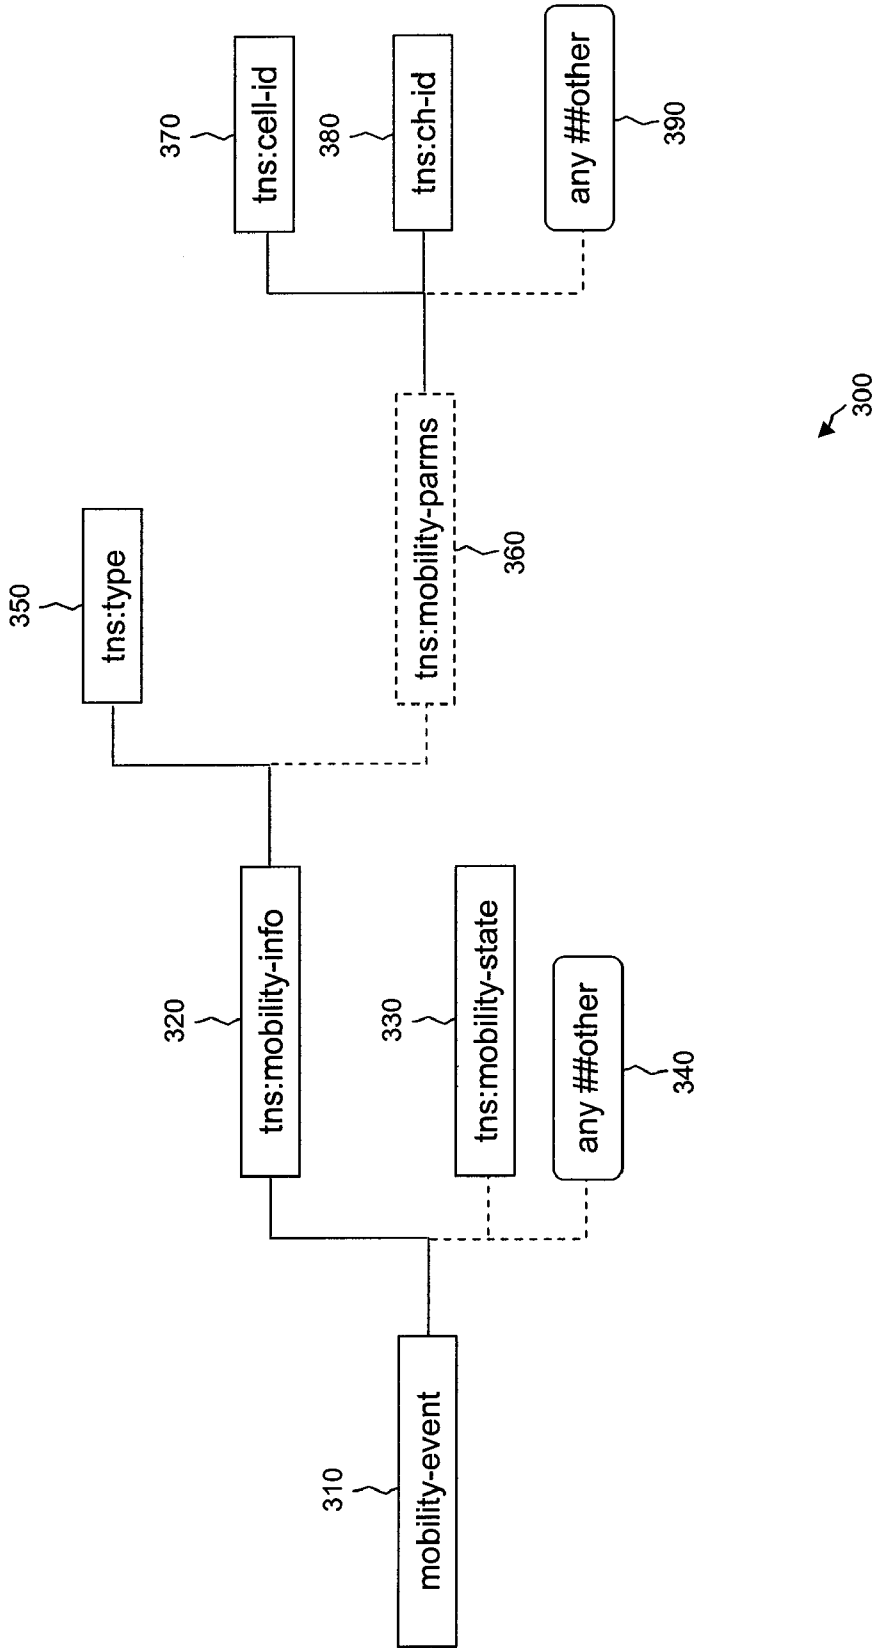 310
mobility-event
320
tns:mobility-info
330
tns:mobility-state
any ##other
340
350
tns:type
tns:mobility-parms
360
370
tns:cell-id
380
tns:ch-id
any ##other
390
300